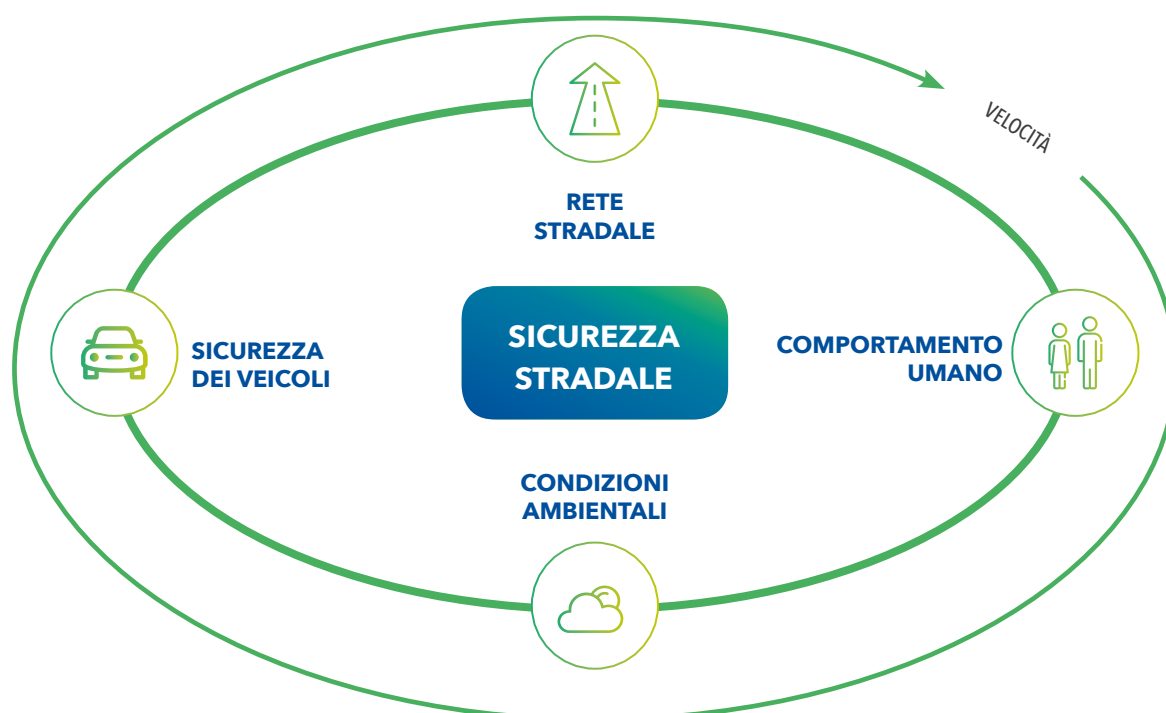 VELOCITÀ
RETE
STRADALE
SICUREZZA
STRADALE
SICUREZZA
DEI VEICOLI
COMPORTAMENTO
UMANO
CONDIZIONI
AMBIENTALI